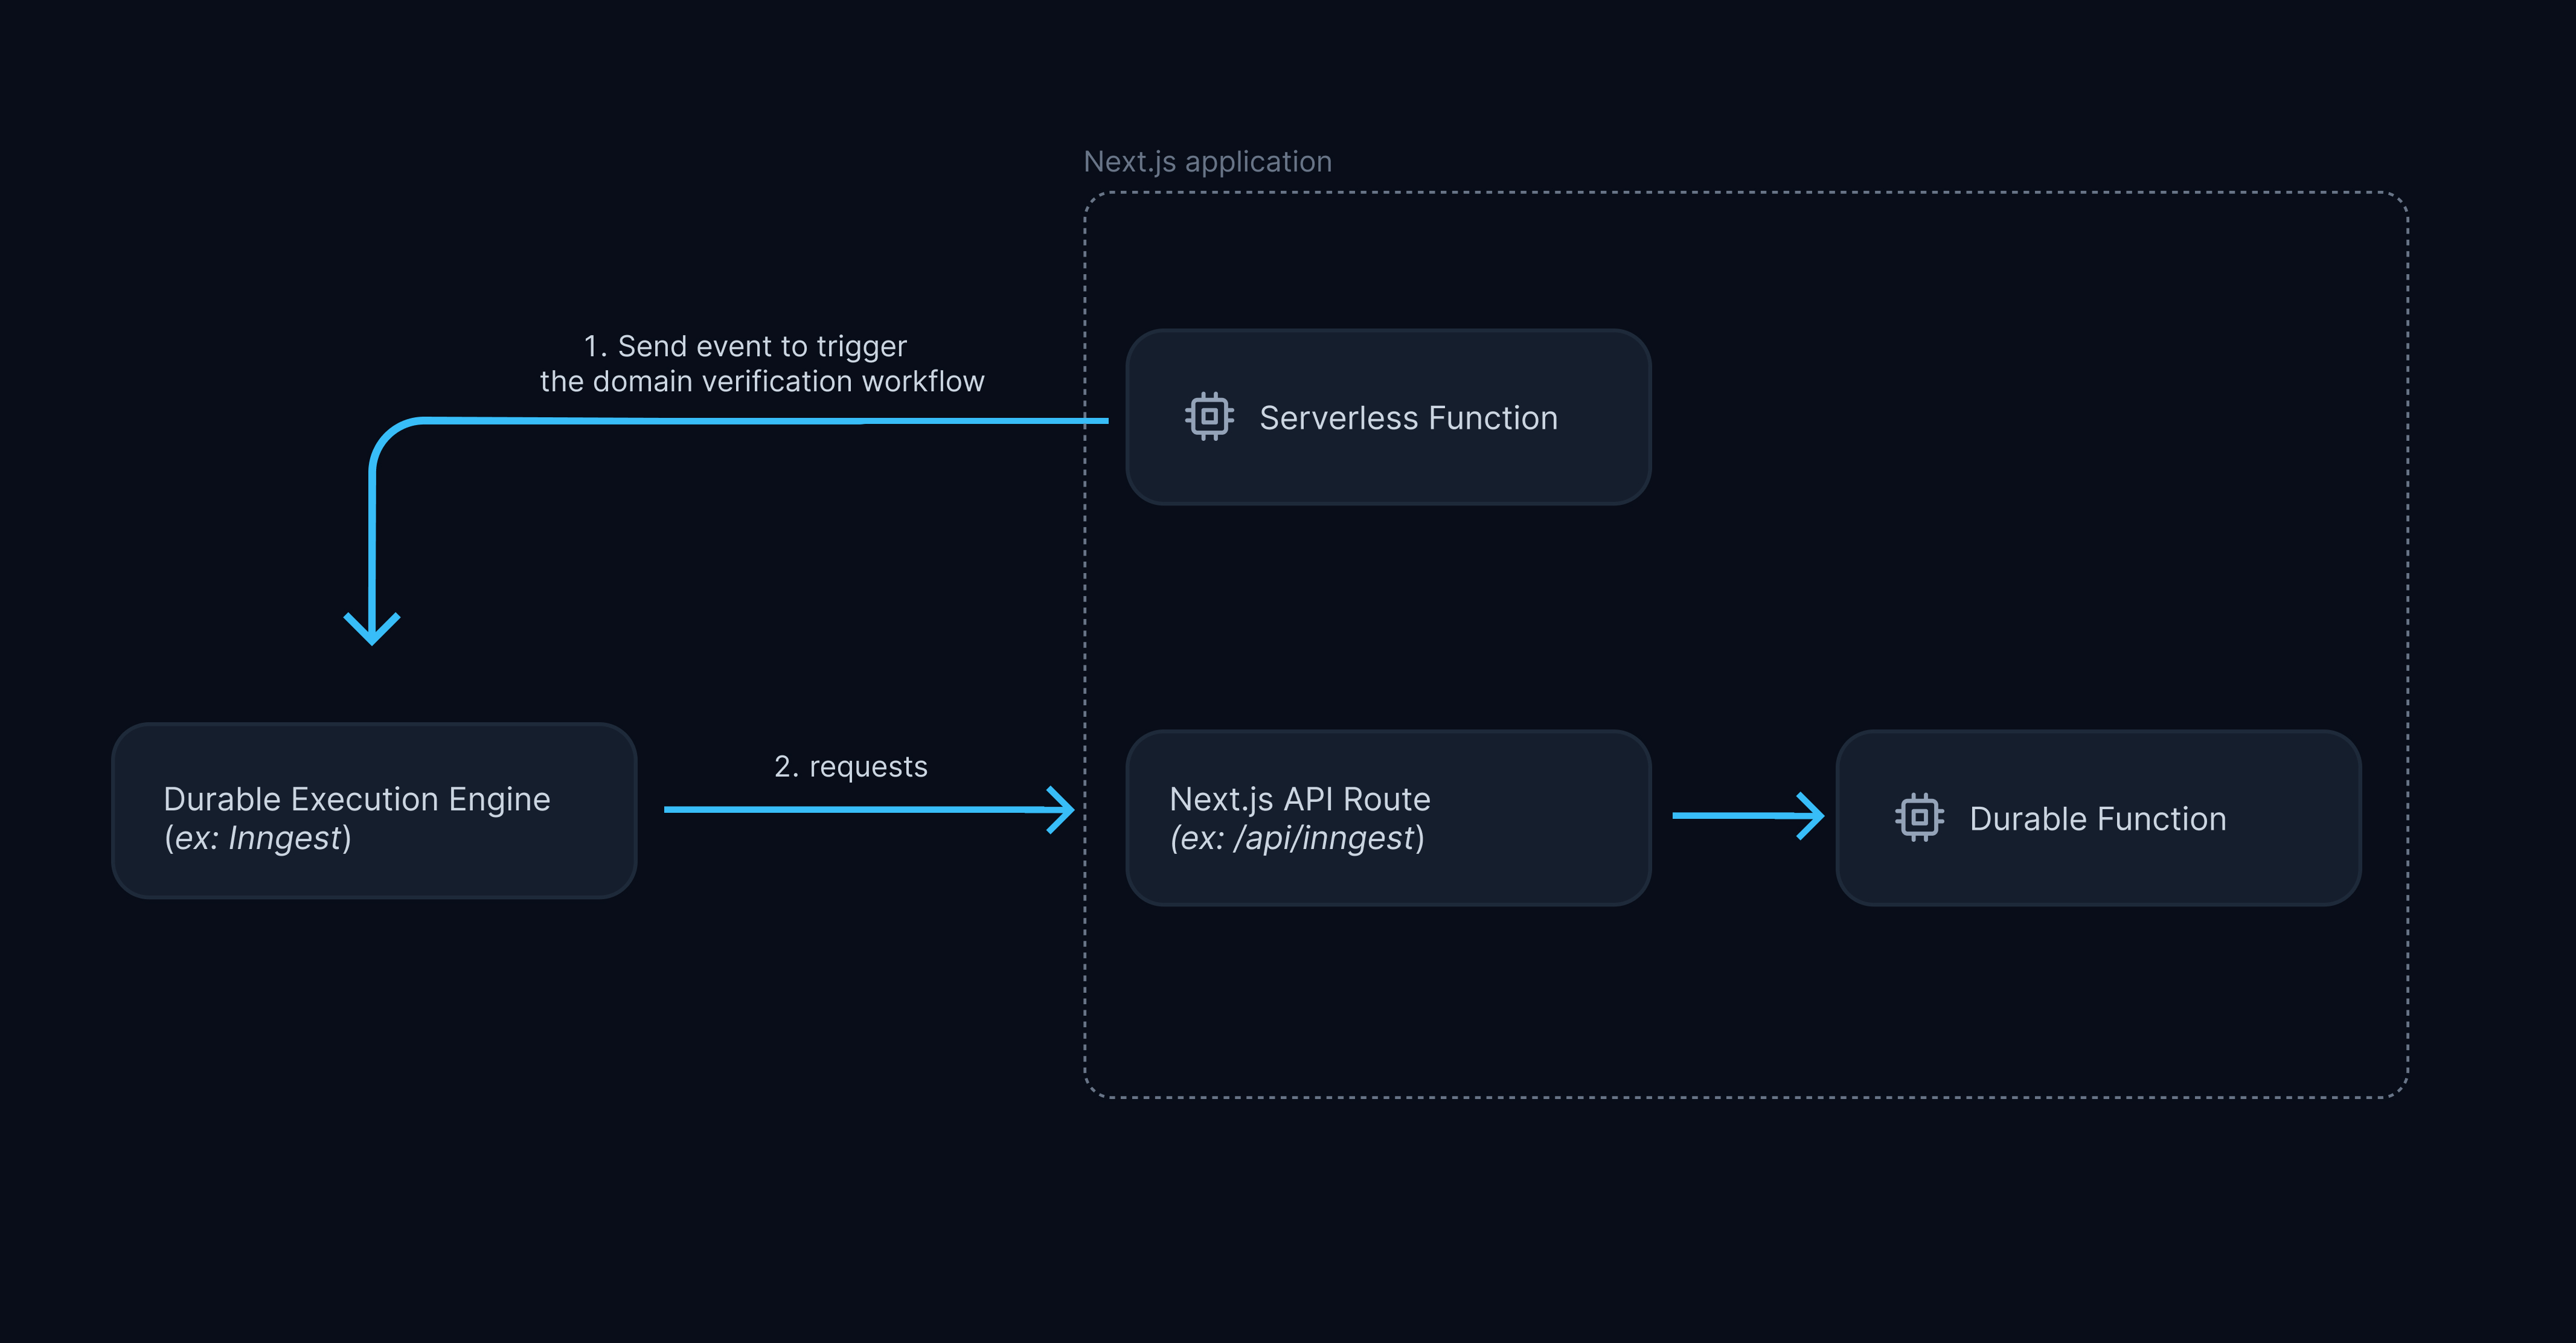 Next.js application
1. Send event to trigger
the domain verification workflow
Serverless Function
Durable Execution Engine
(ex: Inngest)
2. requests
Next.js API Route
(ex: /api/inngest)
Durable Function